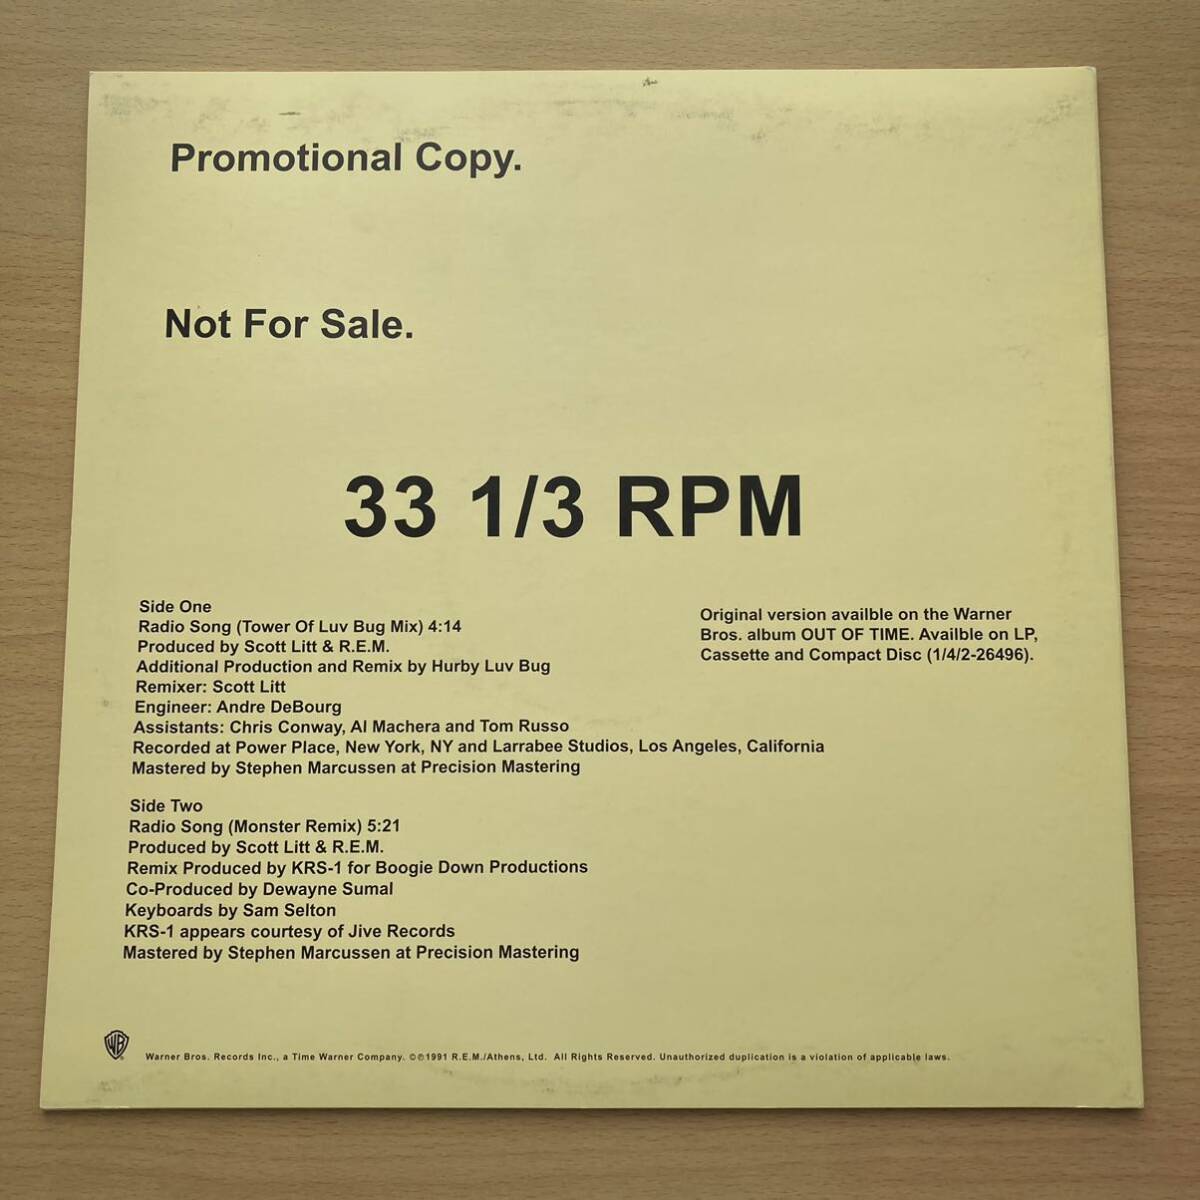 Promotional Copy.
Not For Sale.
33 1/3 RPM
Side One
Radio Song (Tower Of Luv Bug Mix) 4:14
Produced by Scott Litt & R.E.M.
Additional Production and Remix by Hurby Luv Bug
Remixer: Scott Litt
Engineer: Andre DeBourg
Assistants: Chris Conway, Al Machera and Tom Russo
Recorded at Power Place, New York, NY and Larrabee Studios, Los Angeles, California
Mastered by Stephen Marcussen at Precision Mastering
Side Two
Radio Song (Monster Remix) 5:21
Produced by Scott Litt & R.E.M.
Remix Produced by KRS-1 for Boogie Down Productions
Co-Produced by Dewayne Sumal
Keyboards by Sam Selton
KRS-1 appears courtesy of Jive Records
Mastered by Stephen Marcussen at Precision Mastering
Original version availble on the Warner
Bros. album OUT OF TIME. Availble on LP,
Cassette and Compact Disc (1/4/2-26496).
WB
Warner Bros. Records Inc., a Time Warner Company. ©℗1991 R.E.M./Athens, Ltd. All Rights Reserved. Unauthorized duplication is a violation of applicable laws.